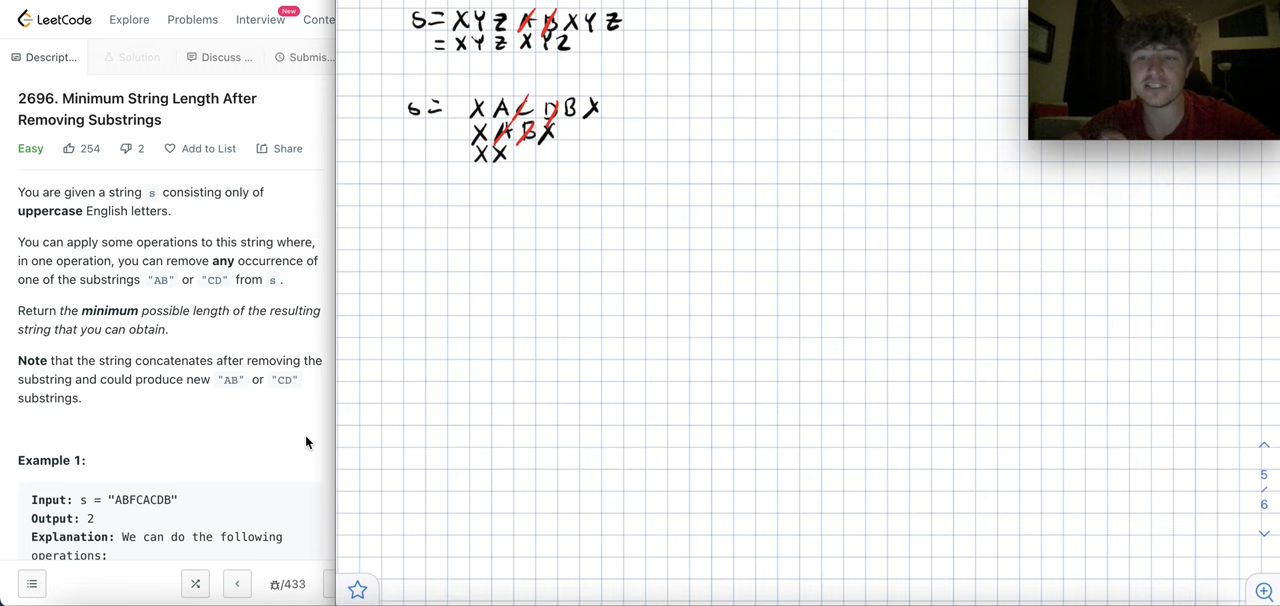 LeetCode
Explore
Problems
Interview
New
Conte
Descript...
Solution
Discuss ...
Submis...
2696. Minimum String Length After
Removing Substrings
Easy
254
2
Add to List
Share
You are given a string s consisting only of
uppercase English letters.
You can apply some operations to this string where,
in one operation, you can remove any occurrence of
one of the substrings "AB" or "CD" from s .
Return the minimum possible length of the resulting
string that you can obtain.
Note that the string concatenates after removing the
substring and could produce new "AB" or "CD"
substrings.
Example 1:
Input: s = "ABFCACDB"
Output: 2
Explanation: We can do the following
operations:
/433
S = X Y Z A B X Y Z
= X Y Z X Y Z
S = X A C D B X
X A B X
X X
5
6